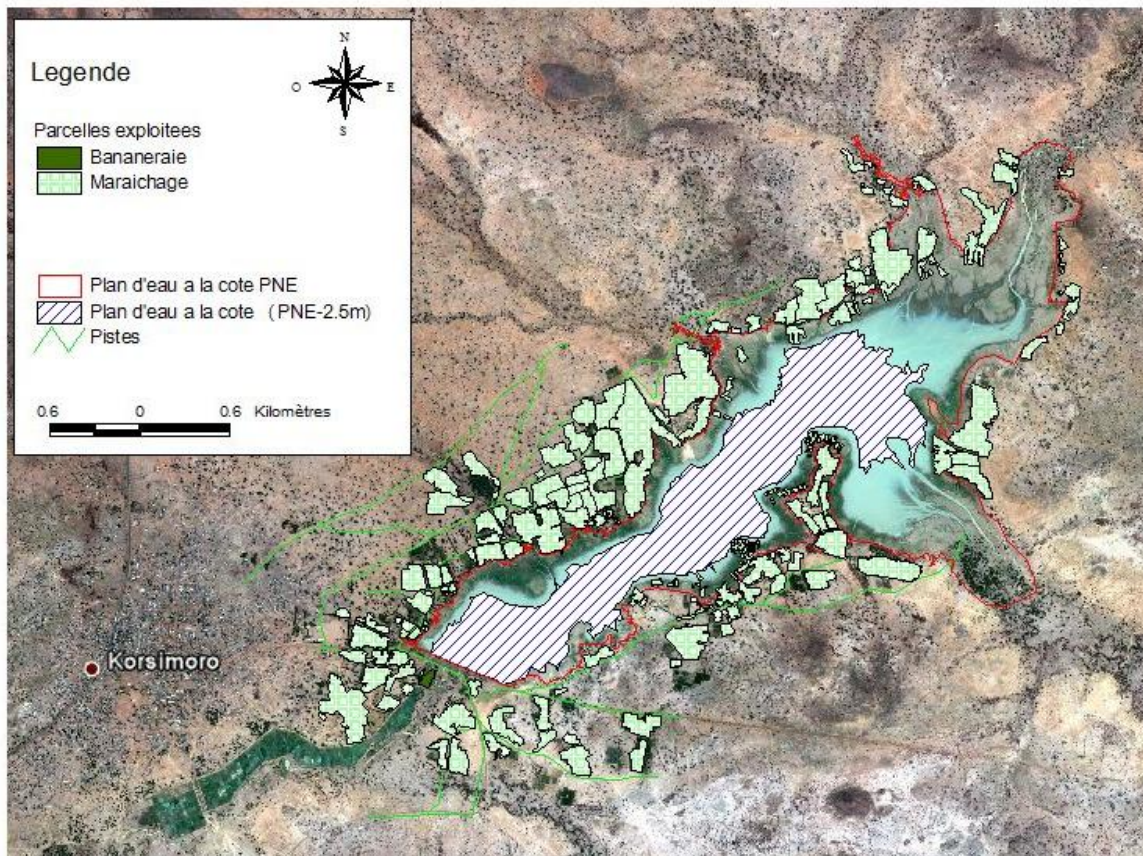 N
O E
S
Legende
Parcelles exploitees
Bananeraie
Maraichage
Plan d'eau a la cote PNE
Plan d'eau a la cote (PNE-2.5m)
Pistes
0.6 0 0.6 Kilomètres
Korsimoro